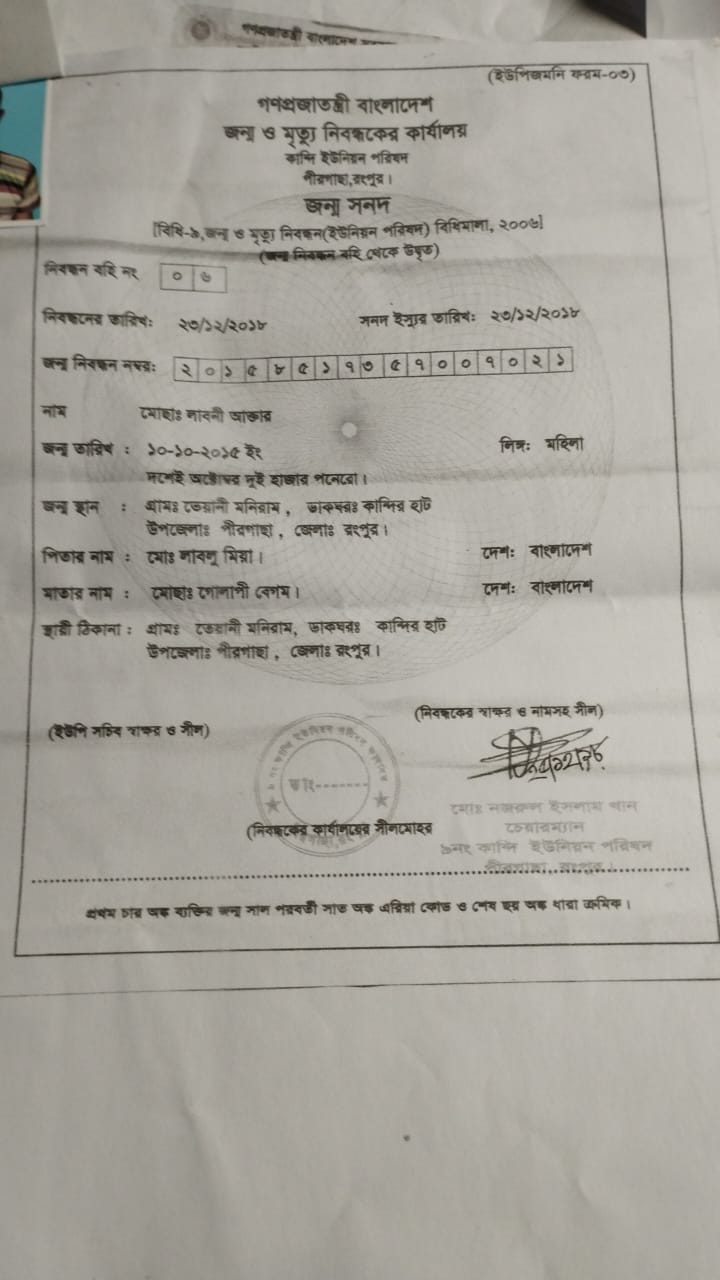 গণপ্রজাতন্ত্রী বাংলাদেশ
(ইউনিজমনি ফরম-০৩)
গণপ্রজাতন্ত্রী বাংলাদেশ
জন্ম ও মৃত্যু নিবন্ধকের কার্যালয়
কান্দি ইউনিয়ন পরিষদ
পীরগাছা,রংপুর।
জন্ম সনদ
[বিধি-৯,জন্ম ও মৃত্যু নিবন্ধন(ইউনিয়ন পরিষদ) বিধিমালা, ২০০৬]
(জন্ম নিবন্ধন বহি থেকে উদ্ধৃত)
নিবন্ধন বহি নং ০ ৬
নিবন্ধনের তারিখঃ ২৩/১২/২০১৮ সনদ ইস্যুর তারিখঃ ২৩/১২/২০১৮
জন্ম নিবন্ধন নম্বরঃ ২ ০ ১ ৫ ৮ ৫ ১ ৭ ৩ ৫ ৭ ০ ০ ৭ ০ ২ ১
নাম মোছাঃ লাবনী আক্তার
জন্ম তারিখ : ১০-১০-২০১৫ ইং লিঙ্গঃ মহিলা
দশেই অক্টোবর দুই হাজার পনেরো।
জন্ম স্থান : গ্রামঃ তেয়ানী মনিরাম , ডাকঘরঃ কান্দির হাট
উপজেলাঃ পীরগাছা , জেলাঃ রংপুর।
পিতার নাম : মোঃ লাবলু মিয়া। দেশঃ বাংলাদেশ
মাতার নাম : মোছাঃ গোলাপী বেগম। দেশঃ বাংলাদেশ
স্থায়ী ঠিকানা : গ্রামঃ তেয়ানী মনিরাম, ডাকঘরঃ কান্দির হাট
উপজেলাঃ পীরগাছা , জেলাঃ রংপুর।
(নিবন্ধকের স্বাক্ষর ও নামসহ সীল)
(ইউপি সচিব স্বাক্ষর ও সীল)
তাং--------
মোঃ নজরুল ইসলাম খান
(নিবন্ধকের কার্যালয়ের সীলমোহর
চেয়ারম্যান
৬নং কান্দি ইউনিয়ন পরিষদ
পীরগাছা, রংপুর।
প্রথম চার অঙ্ক ব্যক্তির জন্ম সাল পরবর্তী সাত অঙ্ক এরিয়া কোড ও শেষ ছয় অঙ্ক ধারা ক্রমিক।